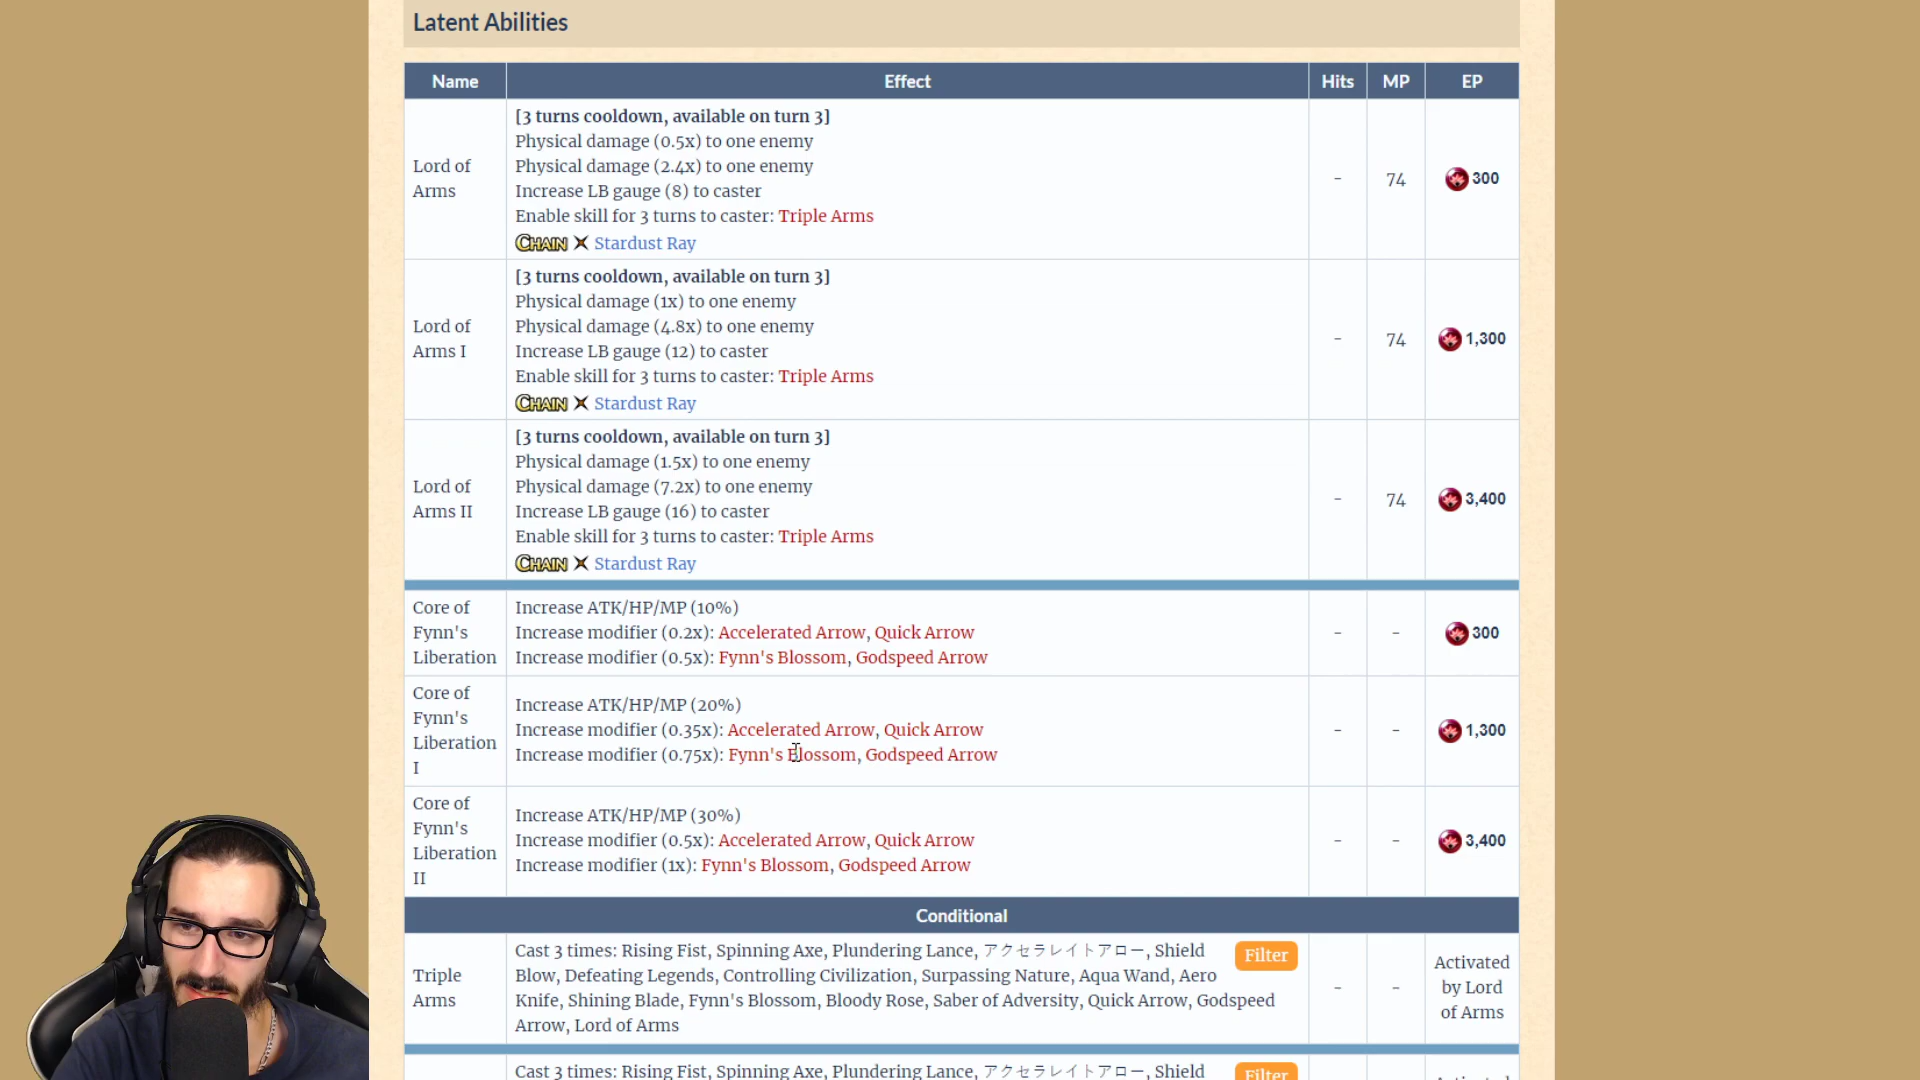 Latent Abilities
Name Effect Hits MP EP
Lord of Arms
[3 turns cooldown, available on turn 3]
Physical damage (0.5x) to one enemy
Physical damage (2.4x) to one enemy
Increase LB gauge (8) to caster
Enable skill for 3 turns to caster: Triple Arms
CHAIN Stardust Ray
- 74 300
Lord of Arms I
[3 turns cooldown, available on turn 3]
Physical damage (1x) to one enemy
Physical damage (4.8x) to one enemy
Increase LB gauge (12) to caster
Enable skill for 3 turns to caster: Triple Arms
CHAIN Stardust Ray
- 74 1,300
Lord of Arms II
[3 turns cooldown, available on turn 3]
Physical damage (1.5x) to one enemy
Physical damage (7.2x) to one enemy
Increase LB gauge (16) to caster
Enable skill for 3 turns to caster: Triple Arms
CHAIN Stardust Ray
- 74 3,400
Core of Fynn's Liberation
Increase ATK/HP/MP (10%)
Increase modifier (0.2x): Accelerated Arrow, Quick Arrow
Increase modifier (0.5x): Fynn's Blossom, Godspeed Arrow
- - 300
Core of Fynn's Liberation I
Increase ATK/HP/MP (20%)
Increase modifier (0.35x): Accelerated Arrow, Quick Arrow
Increase modifier (0.75x): Fynn's Blossom, Godspeed Arrow
- - 1,300
Core of Fynn's Liberation II
Increase ATK/HP/MP (30%)
Increase modifier (0.5x): Accelerated Arrow, Quick Arrow
Increase modifier (1x): Fynn's Blossom, Godspeed Arrow
- - 3,400
Conditional
Triple Arms
Cast 3 times: Rising Fist, Spinning Axe, Plundering Lance, アクセラレイトアロー, Shield
Blow, Defeating Legends, Controlling Civilization, Surpassing Nature, Aqua Wand, Aero
Knife, Shining Blade, Fynn's Blossom, Bloody Rose, Saber of Adversity, Quick Arrow, Godspeed
Arrow, Lord of Arms
Filter
- - Activated by Lord of Arms
Cast 3 times: Rising Fist, Spinning Axe, Plundering Lance, アクセラレイトアロー, Shield
Filter